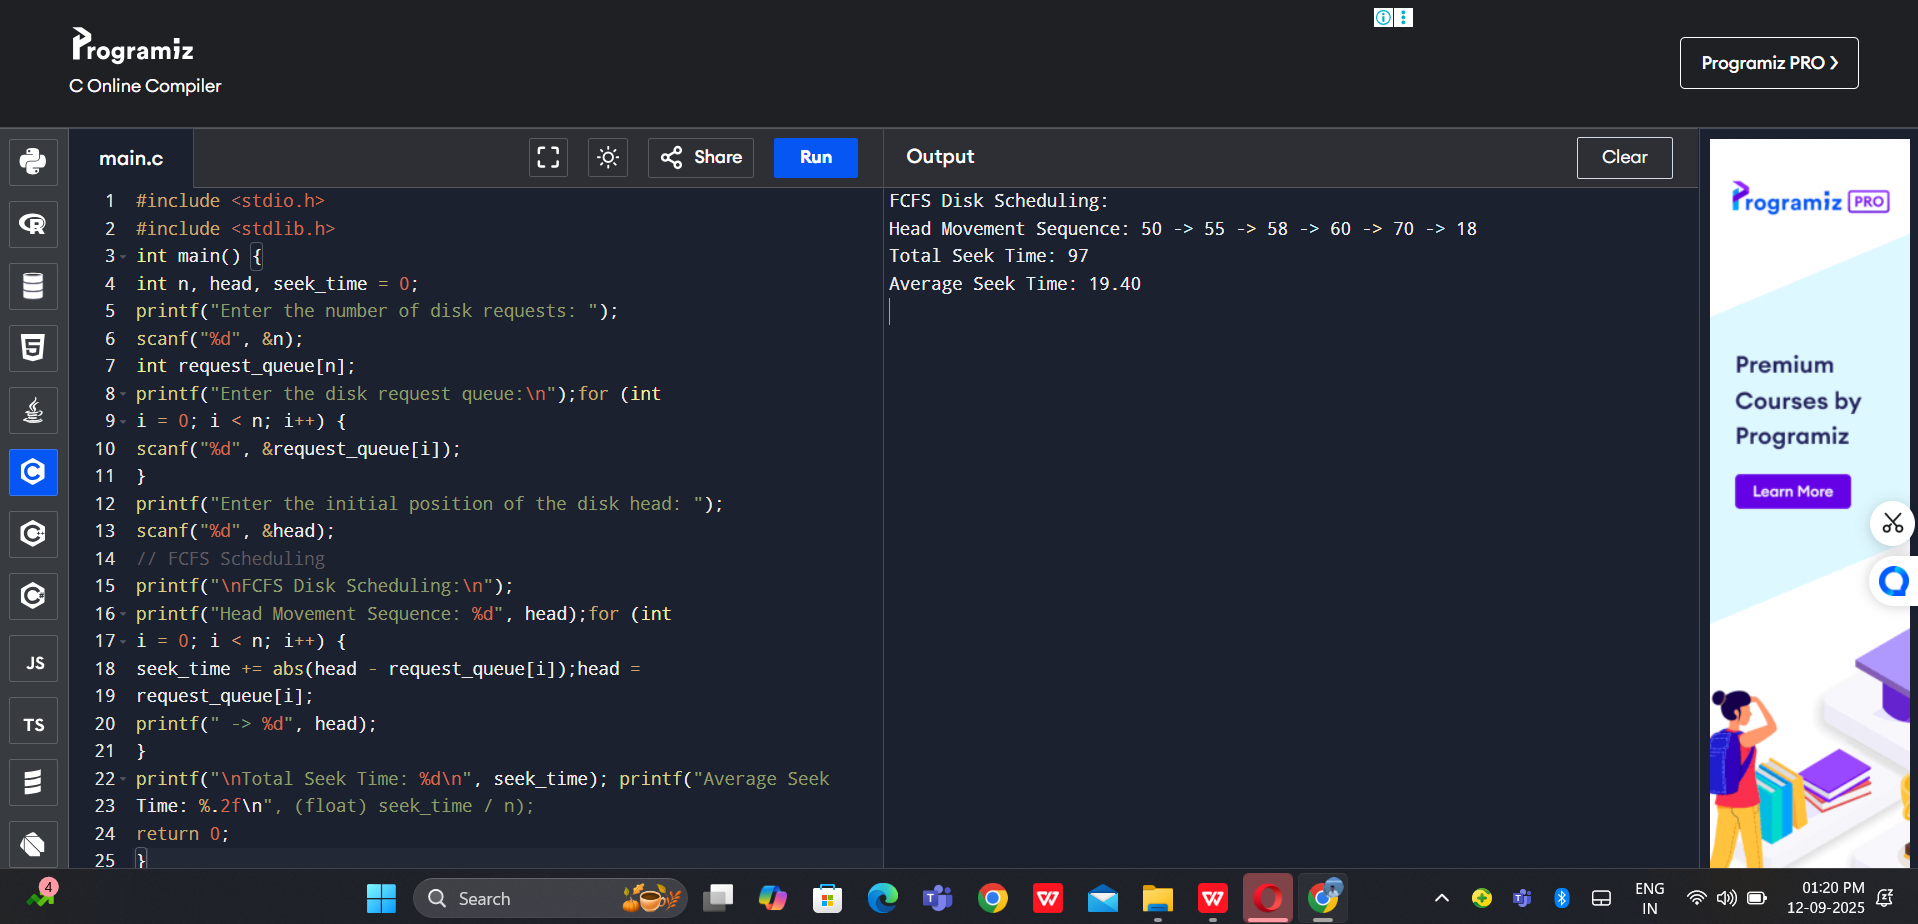 Programiz
C Online Compiler
Programiz PRO ❯
main.c
Share
Run
Output
Clear
1 #include <stdio.h>
2 #include <stdlib.h>
3 int main() {
4 int n, head, seek_time = 0;
5 printf("Enter the number of disk requests: ");
6 scanf("%d", &n);
7 int request_queue[n];
8 printf("Enter the disk request queue:\n");for (int
9 i = 0; i < n; i++) {
10 scanf("%d", &request_queue[i]);
11 }
12 printf("Enter the initial position of the disk head: ");
13 scanf("%d", &head);
14 // FCFS Scheduling
15 printf("\nFCFS Disk Scheduling:\n");
16 printf("Head Movement Sequence: %d", head);for (int
17 i = 0; i < n; i++) {
18 seek_time += abs(head - request_queue[i]);head =
19 request_queue[i];
20 printf(" -> %d", head);
21 }
22 printf("\nTotal Seek Time: %d\n", seek_time); printf("Average Seek
23 Time: %.2f\n", (float) seek_time / n);
24 return 0;
25 }
FCFS Disk Scheduling:
Head Movement Sequence: 50 -> 55 -> 58 -> 60 -> 70 -> 18
Total Seek Time: 97
Average Seek Time: 19.40
JS
TS
Programiz PRO
Premium
Courses by
Programiz
Learn More
4
Search
ENG
IN
01:20 PM
12-09-2025